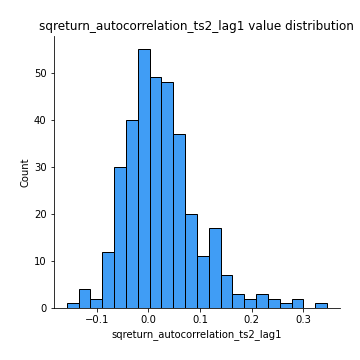 sqreturn_autocorrelation_ts2_lag1 value distribution
50
40
30
20
10
0
Count
−0.1 0.0 0.1 0.2 0.3
sqreturn_autocorrelation_ts2_lag1